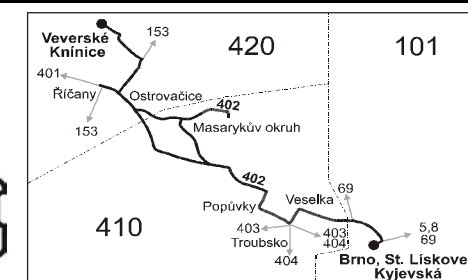 Veverské
Knínice
153
420
101
401
Říčany
Ostrovačice
402
153
Masarykův okruh
402
69
Popůvky
Veselka
5,8
69
410
403
Troubsko
403
404
404
Brno, St. Lískovec
Kyjevská